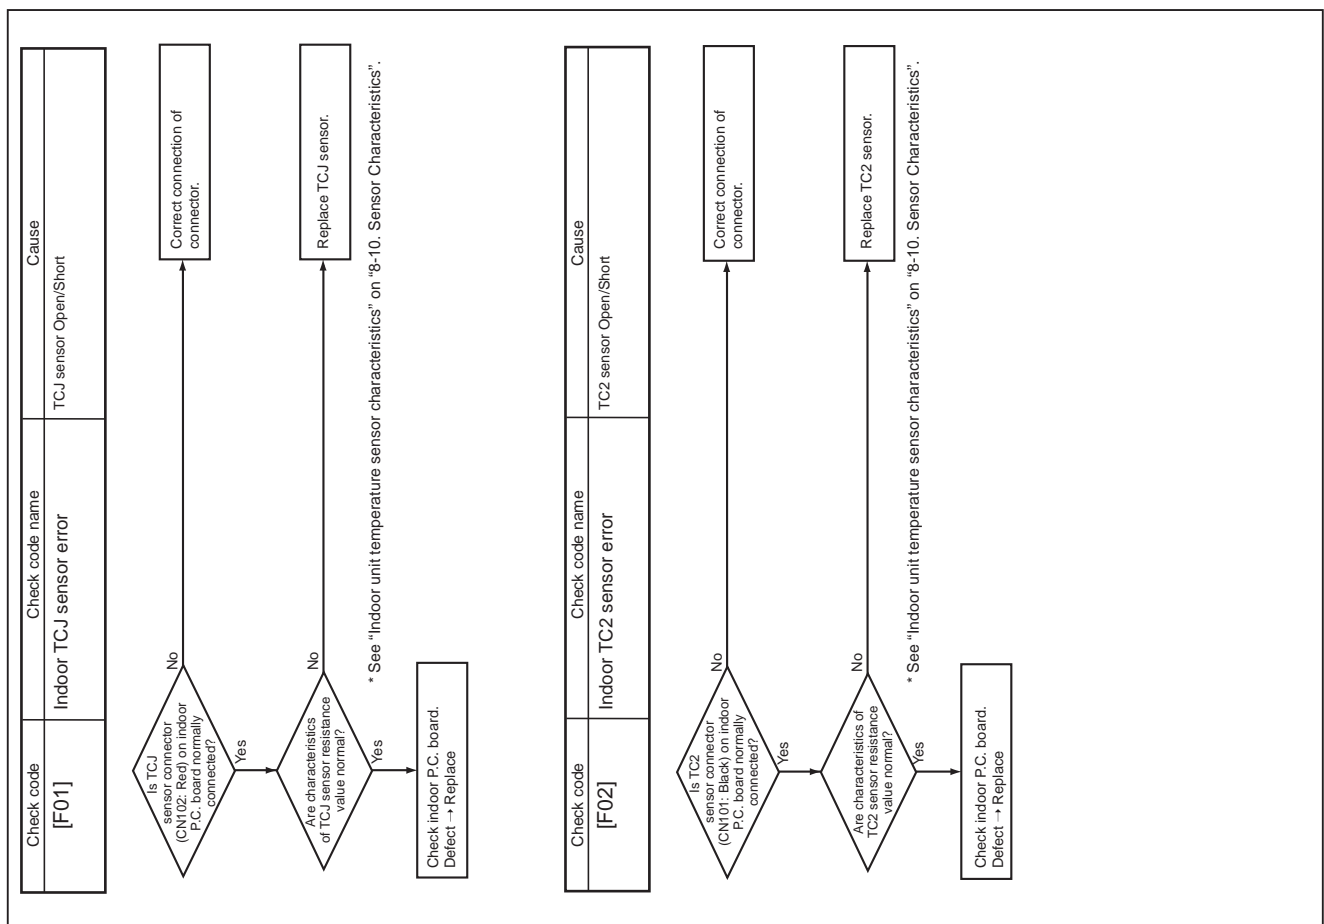 Check code
Check code name
Cause
[F01]
Indoor TCJ sensor error
TCJ sensor Open/Short
Is TCJ
sensor connector
(CN102: Red) on indoor
P.C. board normally
connected?
No
Correct connection of
connector.
Yes
Are characteristics
of TCJ sensor resistance
value normal?
No
Replace TCJ sensor.
Yes
* See “Indoor unit temperature sensor characteristics” on “8-10. Sensor Characteristics”.
Check indoor P.C. board.
Defect → Replace
Check code
Check code name
Cause
[F02]
Indoor TC2 sensor error
TC2 sensor Open/Short
Is TC2
sensor connector
(CN101: Black) on indoor
P.C. board normally
connected?
No
Correct connection of
connector.
Yes
Are characteristics of
TC2 sensor resistance
value normal?
No
Replace TC2 sensor.
Yes
* See “Indoor unit temperature sensor characteristics” on “8-10. Sensor Characteristics”.
Check indoor P.C. board.
Defect → Replace